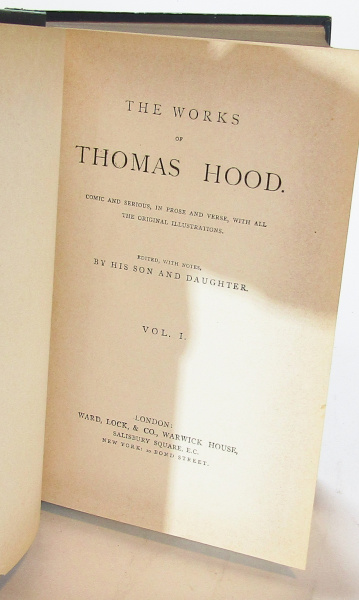 THE WORKS
OF
THOMAS HOOD.
COMIC AND SERIOUS, IN PROSE AND VERSE, WITH ALL
THE ORIGINAL ILLUSTRATIONS.
EDITED, WITH NOTES,
BY HIS SON AND DAUGHTER.
VOL. I.
LONDON:
WARD, LOCK, & CO., WARWICK HOUSE,
SALISBURY SQUARE, E.C.
NEW YORK: 10 BOND STREET.